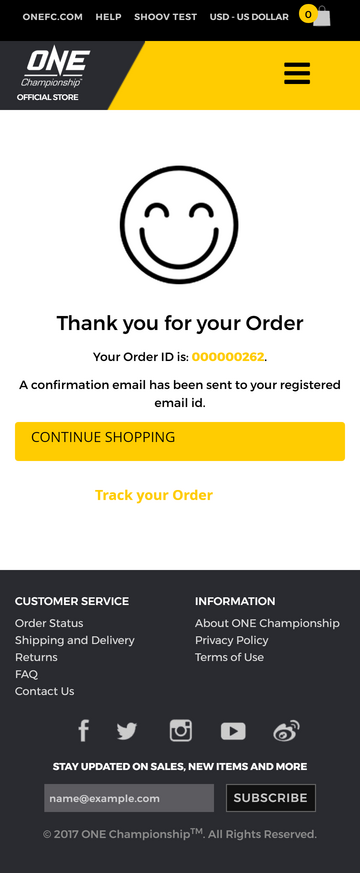 ONEFC.COM HELP SHOOV TEST USD - US DOLLAR 0
ONE
Championship™
OFFICIAL STORE
Thank you for your Order
Your Order ID is: 000000262.
A confirmation email has been sent to your registered
email id.
CONTINUE SHOPPING
Track your Order
CUSTOMER SERVICE
Order Status
Shipping and Delivery
Returns
FAQ
Contact Us
INFORMATION
About ONE Championship
Privacy Policy
Terms of Use
STAY UPDATED ON SALES, NEW ITEMS AND MORE
name@example.com SUBSCRIBE
© 2017 ONE Championship™. All Rights Reserved.